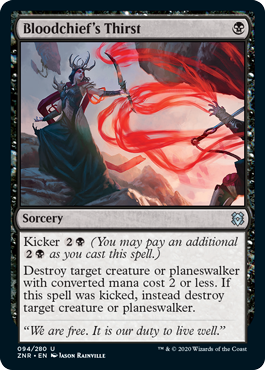 Bloodchief's Thirst
Sorcery
Kicker 2 (You may pay an additional
2 as you cast this spell.)
Destroy target creature or planeswalker
with converted mana cost 2 or less. If
this spell was kicked, instead destroy
target creature or planeswalker.
“We are free. It is our duty to live well.”
094/280 U
ZNR • EN JASON RAINVILLE
™ & © 2020 Wizards of the Coast